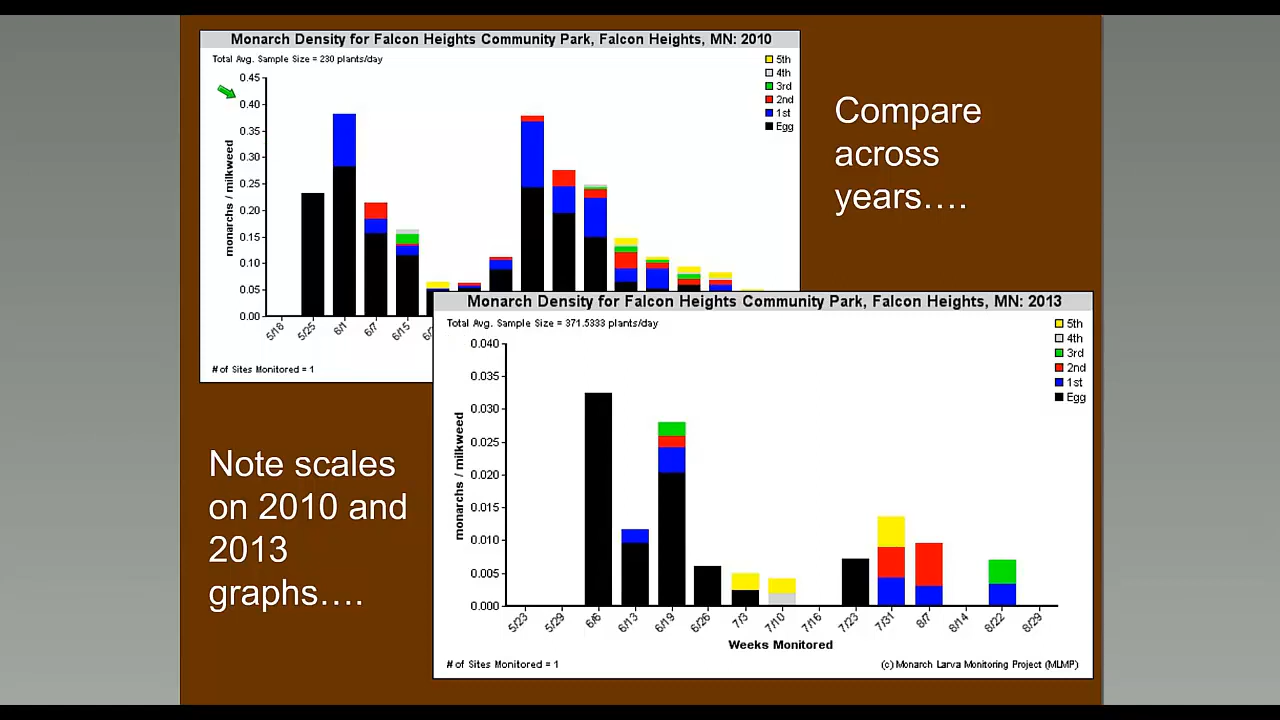 Monarch Density for Falcon Heights Community Park, Falcon Heights, MN: 2010
Total Avg. Sample Size = 230 plants/day
5th
4th
3rd
2nd
1st
Egg
0.45
0.40
0.35
0.30
0.25
0.20
0.15
0.10
0.05
0.00
monarchs / milkweed
5/18
5/25
6/1
6/7
6/15
# of Sites Monitored = 1
Compare
across
years….
Note scales
on 2010 and
2013
graphs….
Monarch Density for Falcon Heights Community Park, Falcon Heights, MN: 2013
Total Avg. Sample Size = 371.5333 plants/day
5th
4th
3rd
2nd
1st
Egg
0.040
0.035
0.030
0.025
0.020
0.015
0.010
0.005
0.000
monarchs / milkweed
5/23
5/29
6/6
6/13
6/19
6/26
7/3
7/10
7/16
7/23
7/31
8/7
8/14
8/22
8/29
Weeks Monitored
# of Sites Monitored = 1
(c) Monarch Larva Monitoring Project (MLMP)